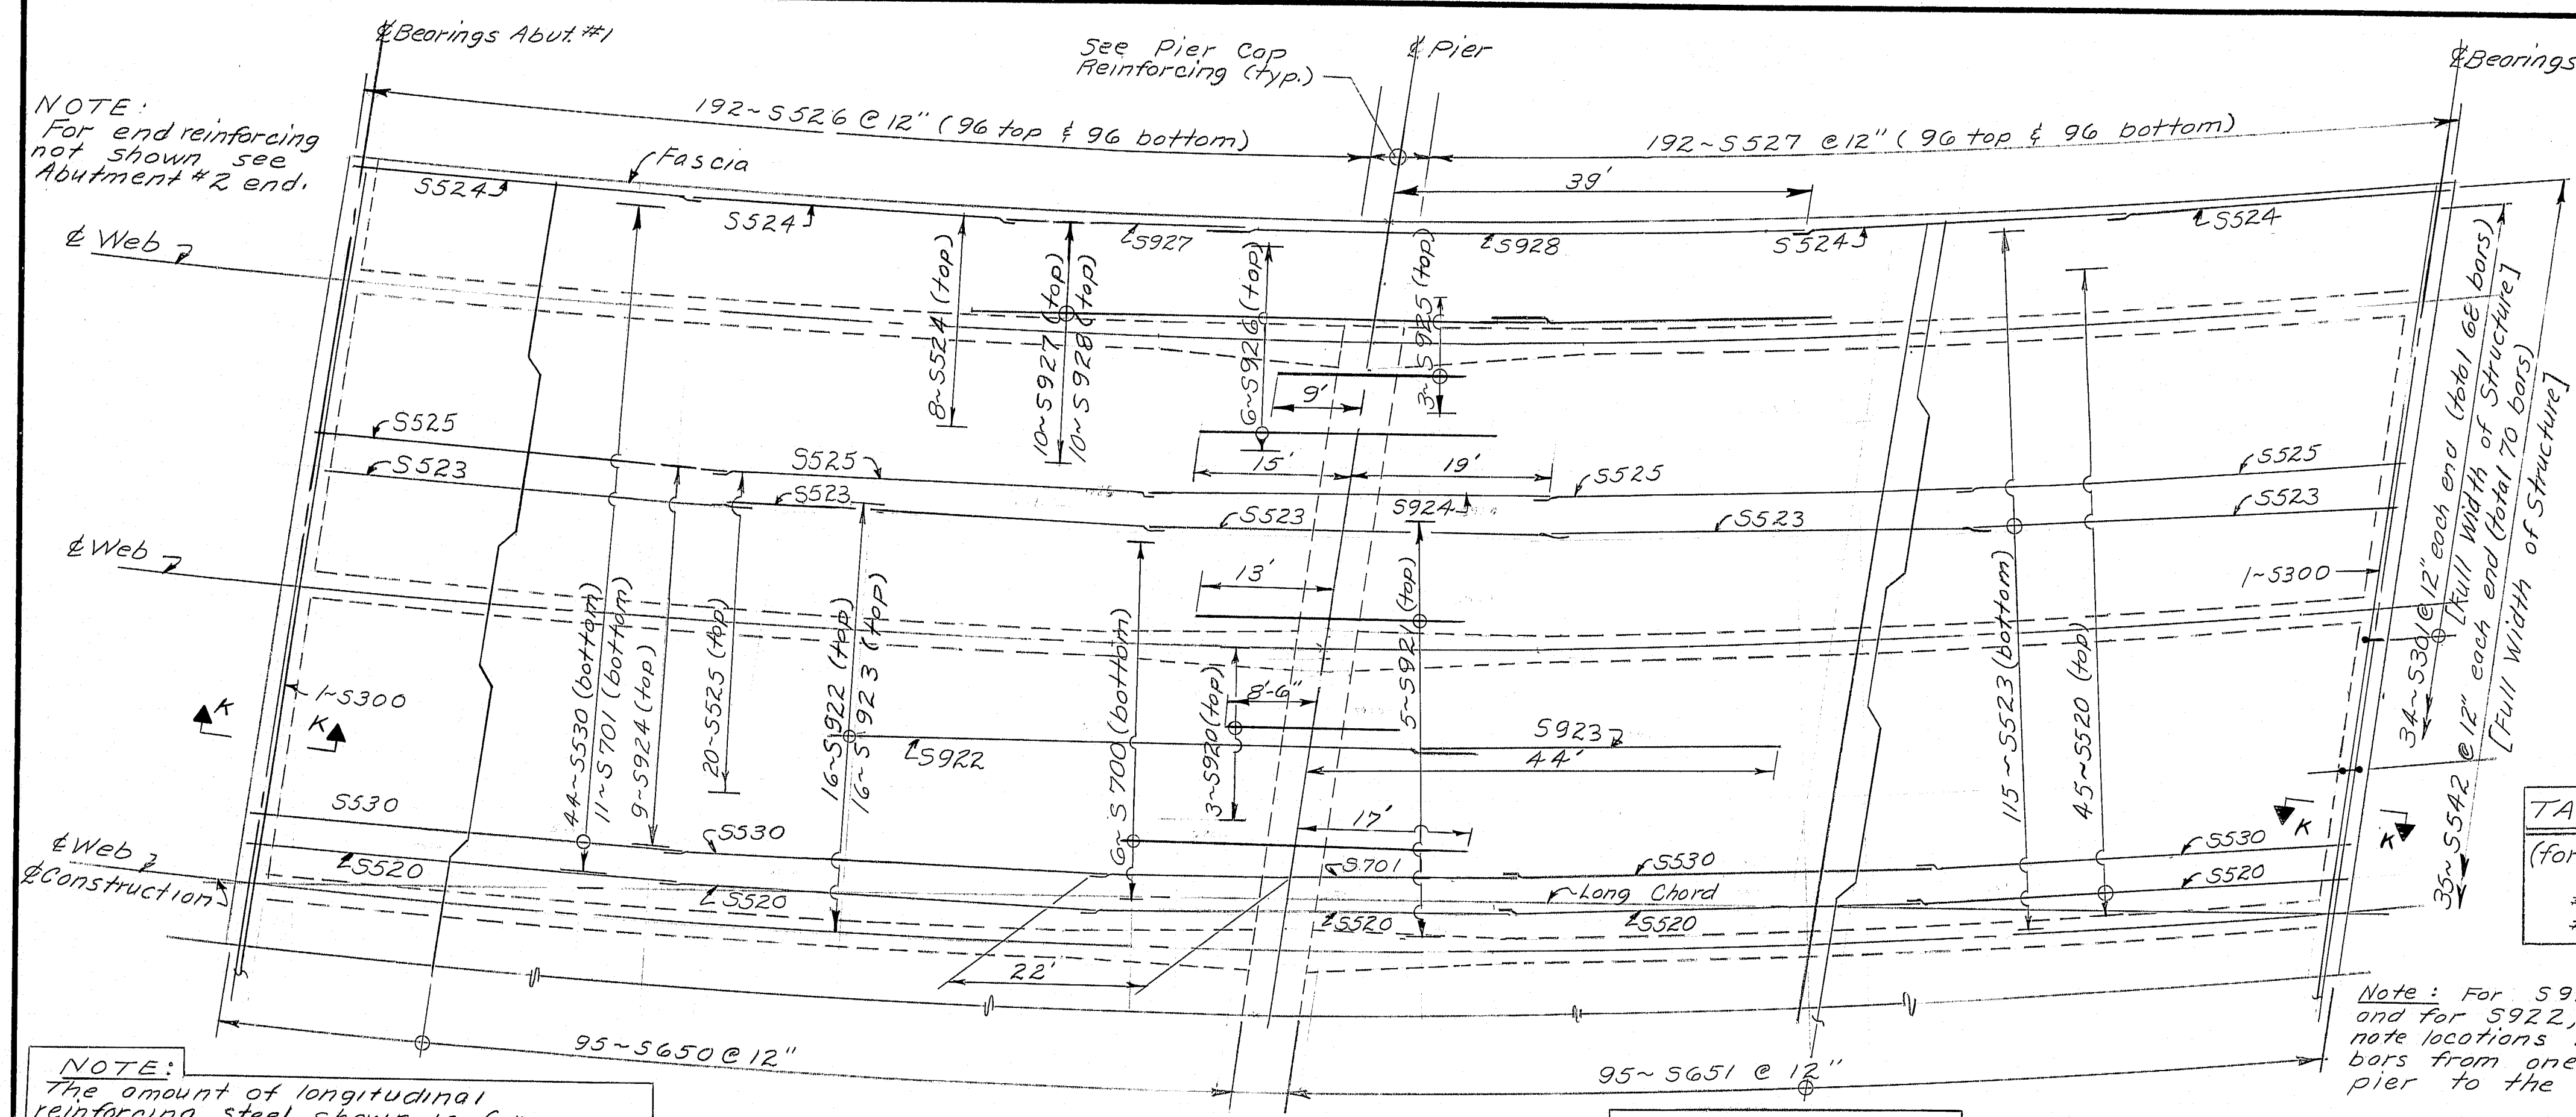 ℄ Bearings Abut. #1
See Pier Cap
Reinforcing (typ.)
℄ Pier
℄ Bearings
NOTE:
For end reinforcing
not shown see
Abutment #2 end.
192~S526 @ 12" (96 top & 96 bottom)
192~S527 @ 12" (96 top & 96 bottom)
Fascia
39'
S524
S524
S927
S928
S524
S524
℄ Web
8~S524 (top)
10~S927 (top)
10~S928 (top)
6~S926 (top)
3~S925 (top)
9'
S525
S525
15'
19'
S525
S525
S523
S523
S523
S924
S523
S523
℄ Web
13'
1~S300
44~S530 (bottom)
11~S701 (bottom)
9~S924 (top)
20~S525 (top)
16~S922 (top)
16~S923 (top)
6~S700 (bottom)
3~S920 (top)
5~S921 (top)
115~S523 (bottom)
45~S520 (top)
34~S301 @ 12" each end (total 68 bars)
[Full Width of Structure]
35~S542 @ 12" each end (total 70 bars)
[Full Width of Structure]
1~S300
K
K
8'-6"
S922
S923
44'
S530
17'
K
K
℄ Web
℄ Construction
S530
S701
S530
S530
S520
S520
Long Chord
S520
S520
S520
22'
TA
(for
95~S650 @ 12"
95~S651 @ 12"
NOTE:
The amount of longitudinal
reinforcing steel shown is
Note: For S9
and for S922,
note locations
bars from one
pier to the